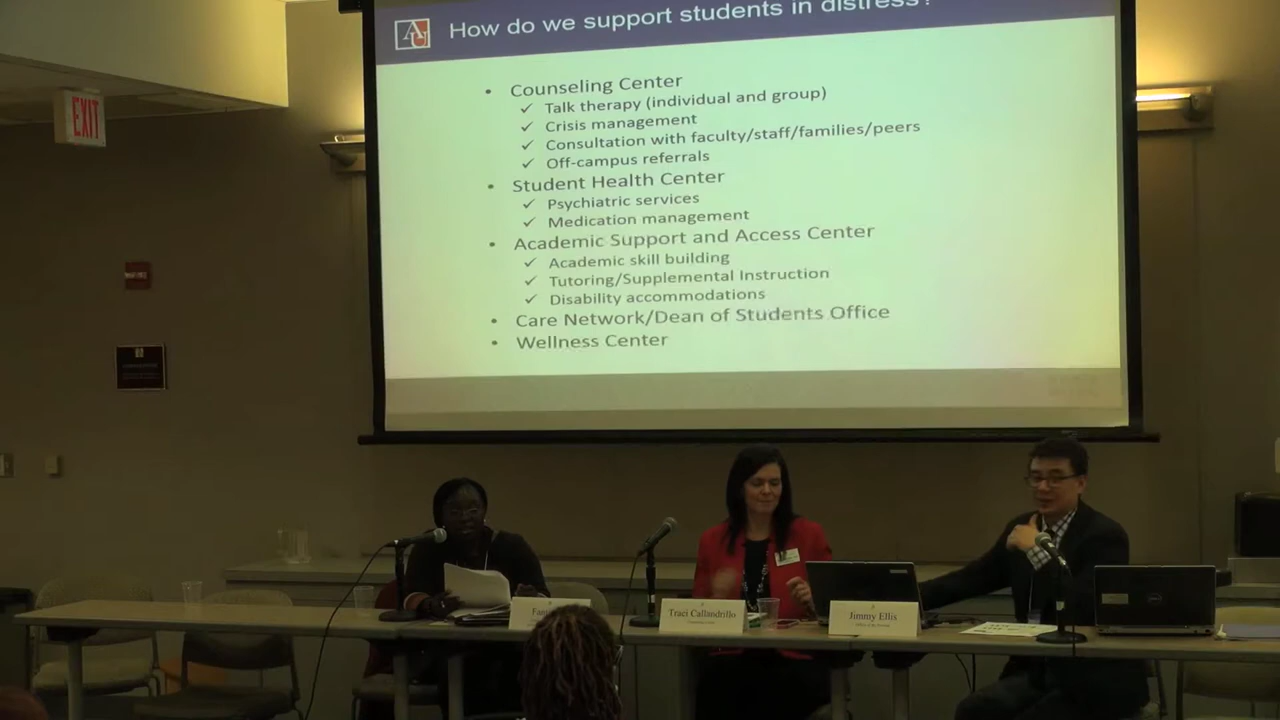 AU
How do we support students in distress?
• Counseling Center
✓ Talk therapy (individual and group)
✓ Crisis management
✓ Consultation with faculty/staff/families/peers
✓ Off-campus referrals
• Student Health Center
✓ Psychiatric services
✓ Medication management
• Academic Support and Access Center
✓ Academic skill building
✓ Tutoring/Supplemental Instruction
✓ Disability accommodations
• Care Network/Dean of Students Office
• Wellness Center
EXIT
Traci Callandrillo
Jimmy Ellis